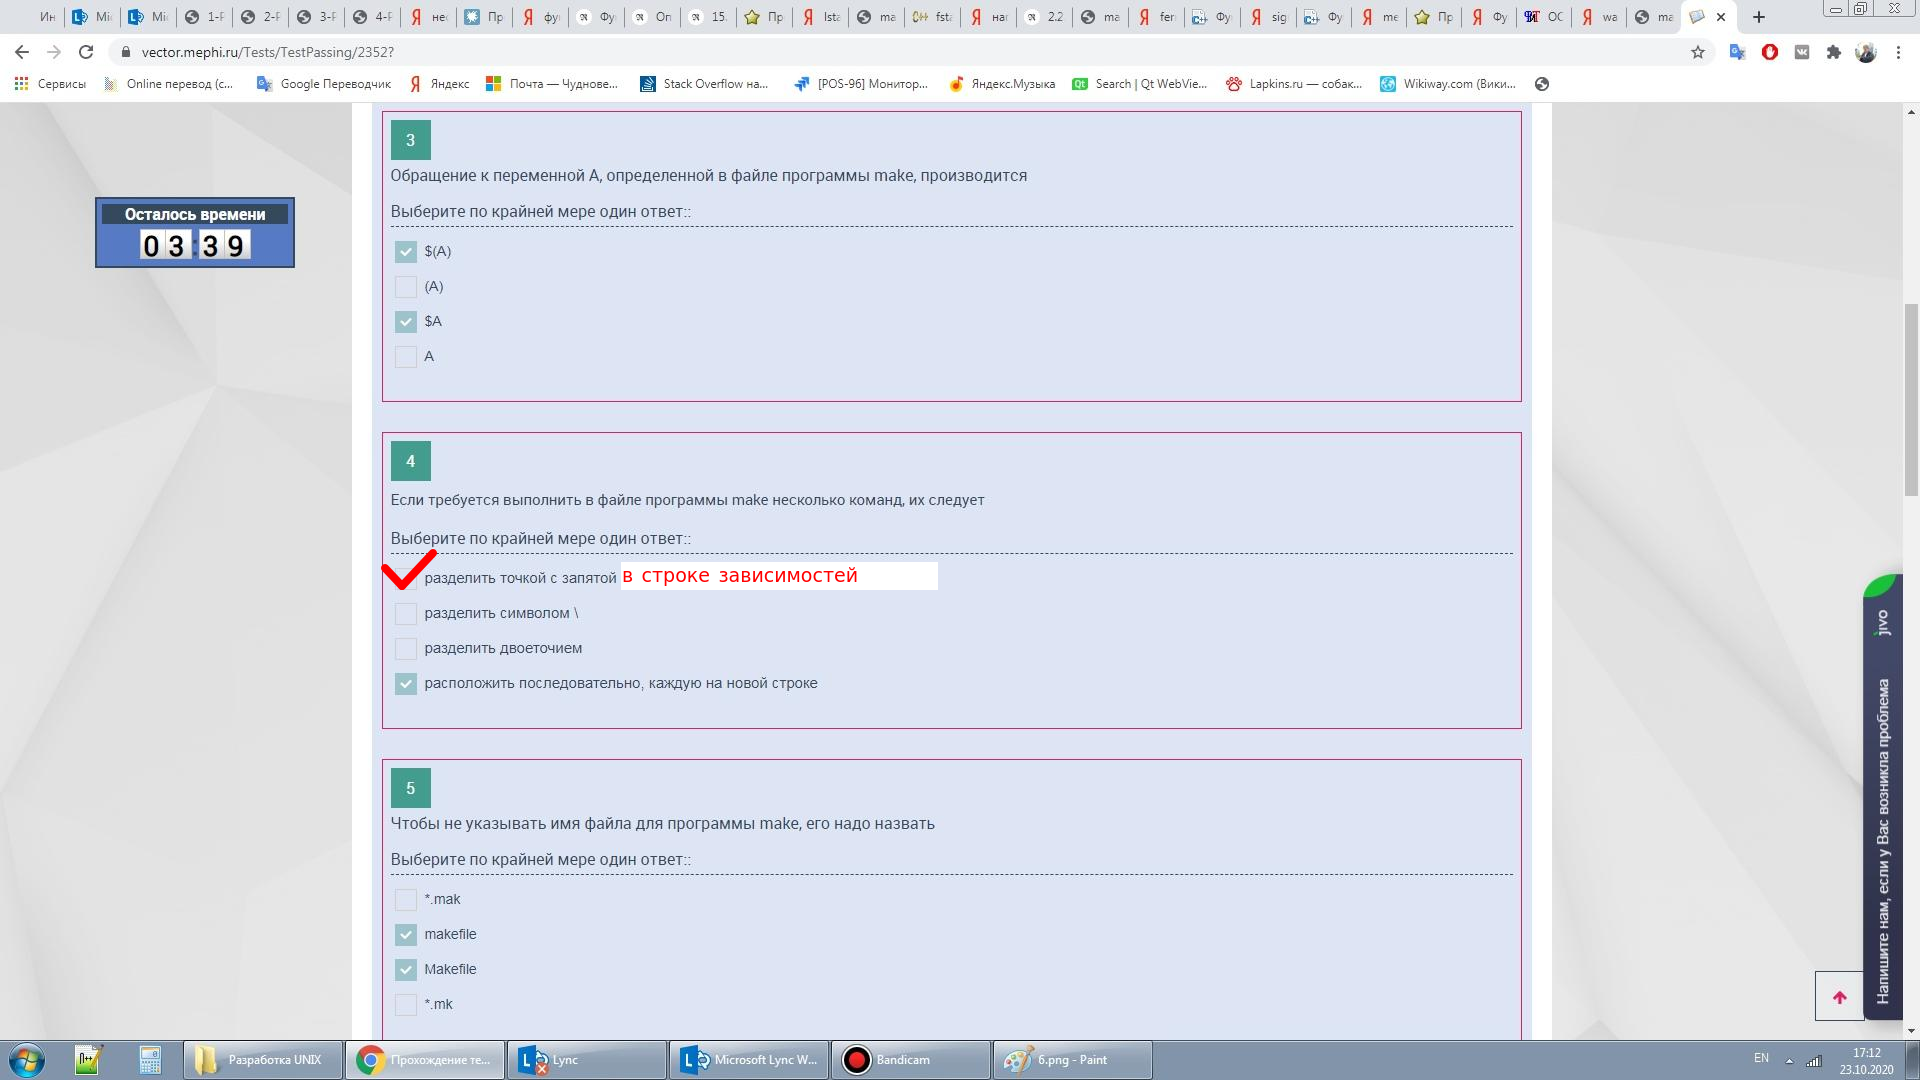 Ин
Mic
Mic
1-F
2-F
3-F
4-F
нес
Пр
фу
Фу
Оп
15.
Пр
lsta
ma
fsta
наг
2.2
ma
fer
Фу
sig
Фу
me
Пр
Фу
ОС
wa
ma
vector.mephi.ru/Tests/TestPassing/2352?
Сервисы
Online перевод (с...
Google Переводчик
Яндекс
Почта — Чуднове...
Stack Overflow на...
[POS-96] Монитор...
Яндекс.Музыка
Search | Qt WebVie...
Lapkins.ru — собак...
Wikiway.com (Вики...
Осталось времени
03:39
3
Обращение к переменной А, определенной в файле программы make, производится
Выберите по крайней мере один ответ::
$(A)
(A)
$A
A
4
Если требуется выполнить в файле программы make несколько команд, их следует
Выберите по крайней мере один ответ::
разделить точкой с запятой в строке зависимостей
разделить символом \
разделить двоеточием
расположить последовательно, каждую на новой строке
5
Чтобы не указывать имя файла для программы make, его надо назвать
Выберите по крайней мере один ответ::
*.mak
makefile
Makefile
*.mk
jivo
Напишите нам, если у Вас возникла проблема
Разработка UNIX
Прохождение те...
Lync
Microsoft Lync W...
Bandicam
6.png - Paint
EN
17:12
23.10.2020